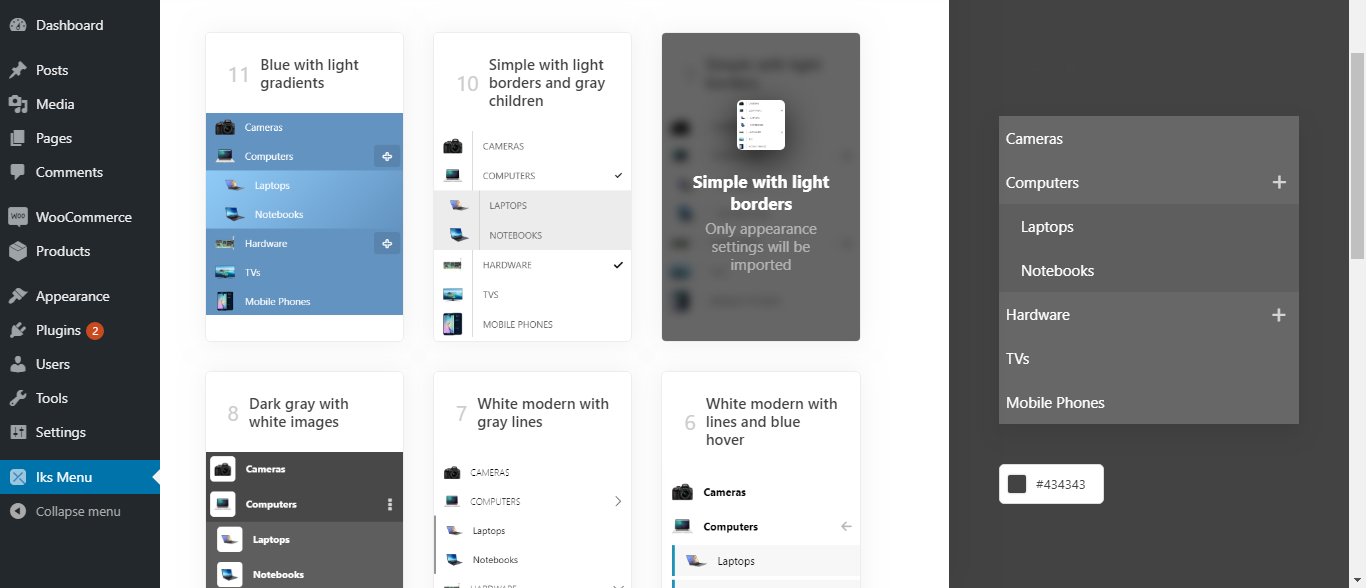 Dashboard
Posts
Media
Pages
Comments
WOO
WooCommerce
Products
Appearance
Plugins 2
Users
Tools
Settings
Iks Menu
Collapse menu
11
Blue with light
gradients
Cameras
Computers
Laptops
Notebooks
Hardware
TVs
Mobile Phones
10
Simple with light
borders and gray
children
CAMERAS
COMPUTERS
LAPTOPS
NOTEBOOKS
HARDWARE
TVS
MOBILE PHONES
Simple with light
borders
Only appearance
settings will be
imported
8
Dark gray with
white images
Cameras
Computers
Laptops
Notebooks
7
White modern with
gray lines
CAMERAS
COMPUTERS
Laptops
Notebooks
HARDWARE
6
White modern with
lines and blue
hover
Cameras
Computers
Laptops
Cameras
Computers
Laptops
Notebooks
Hardware
TVs
Mobile Phones
#434343